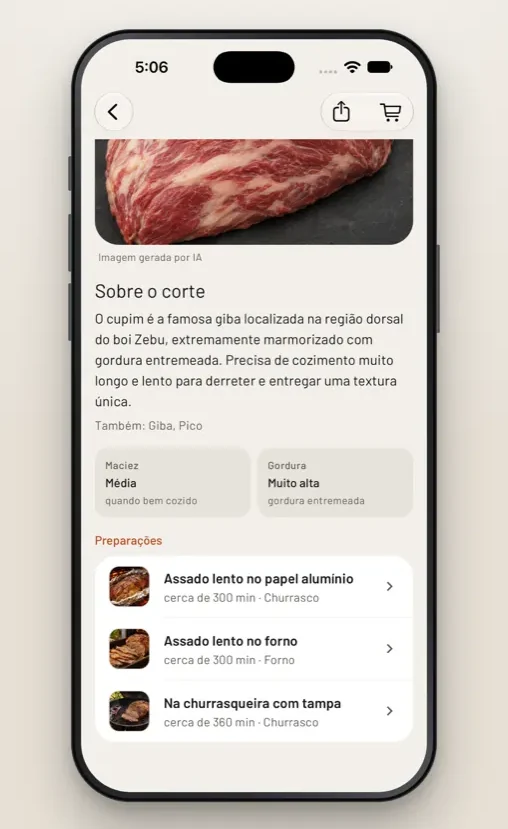 5:06
Imagem gerada por IA
Sobre o corte
O cupim é a famosa giba localizada na região dorsal
do boi Zebu, extremamente marmorizado com
gordura entremeada. Precisa de cozimento muito
longo e lento para derreter e entregar uma textura
única.
Também: Giba, Pico
Maciez
Média
quando bem cozido
Gordura
Muito alta
gordura entremeada
Preparações
Assado lento no papel alumínio
cerca de 300 min · Churrasco
Assado lento no forno
cerca de 300 min · Forno
Na churrasqueira com tampa
cerca de 360 min · Churrasco